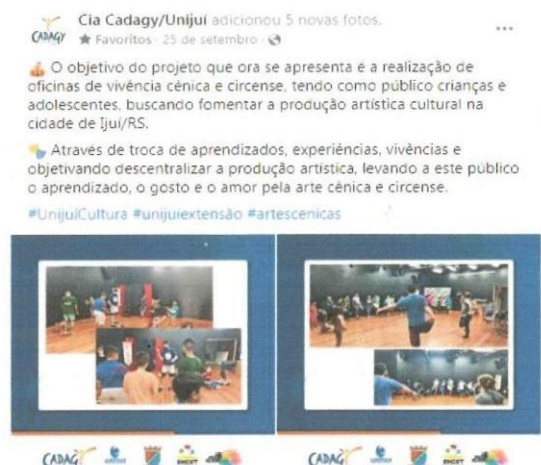 Cia Cadagy/Unijuí adicionou 5 novas fotos.
Favoritos · 25 de setembro ·
O objetivo do projeto que ora se apresenta é a realização de
oficinas de vivência cênica e circense, tendo como público crianças e
adolescentes, buscando fomentar a produção artística cultural na
cidade de Ijuí/RS.
Através de troca de aprendizados, experiências, vivências e
objetivando descentralizar a produção artística, levando a este público
o aprendizado, o gosto e o amor pela arte cênica e circense.
#UnijuíCultura #unijuiextensão #artescenicas
CADAGY
CADAGY
CADAGY